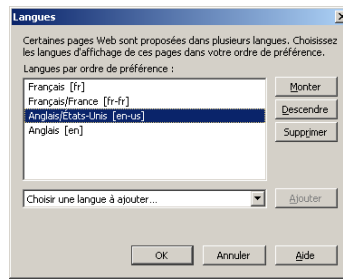 Langues
Certaines pages Web sont proposées dans plusieurs langues. Choisissez
les langues d'affichage de ces pages dans votre ordre de préférence.
Langues par ordre de préférence :
Français [fr]
Français/France [fr-fr]
Anglais/États-Unis [en-us]
Anglais [en]
Monter
Descendre
Supprimer
Choisir une langue à ajouter...
Ajouter
OK
Annuler
Aide